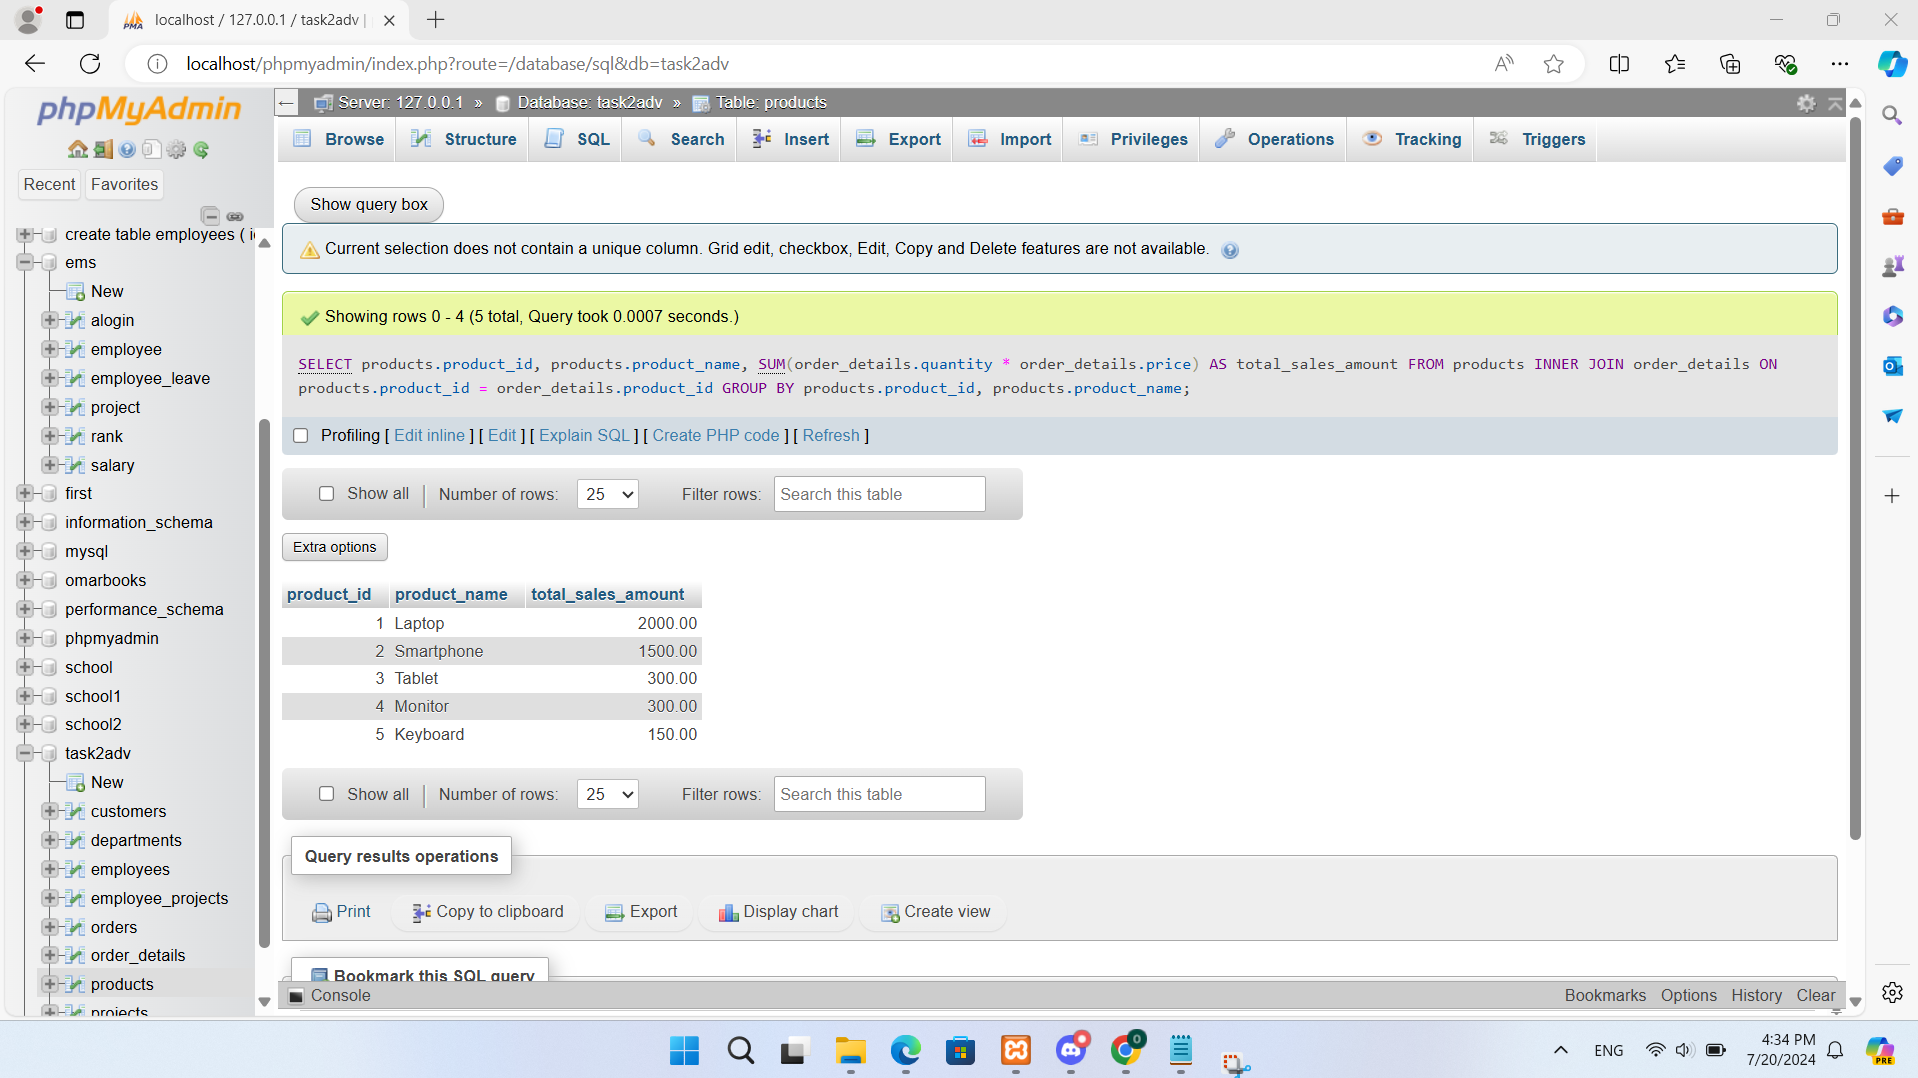 localhost / 127.0.0.1 / task2adv |
localhost/phpmyadmin/index.php?route=/database/sql&db=task2adv
phpMyAdmin
Recent
Favorites
create table employees ( i
ems
New
alogin
employee
employee_leave
project
rank
salary
first
information_schema
mysql
omarbooks
performance_schema
phpmyadmin
school
school1
school2
task2adv
New
customers
departments
employees
employee_projects
orders
order_details
products
projects
Server: 127.0.0.1 » Database: task2adv » Table: products
Browse Structure SQL Search Insert Export Import Privileges Operations Tracking Triggers
Show query box
Current selection does not contain a unique column. Grid edit, checkbox, Edit, Copy and Delete features are not available.
Showing rows 0 - 4 (5 total, Query took 0.0007 seconds.)
SELECT products.product_id, products.product_name, SUM(order_details.quantity * order_details.price) AS total_sales_amount FROM products INNER JOIN order_details ON
products.product_id = order_details.product_id GROUP BY products.product_id, products.product_name;
Profiling [ Edit inline ] [ Edit ] [ Explain SQL ] [ Create PHP code ] [ Refresh ]
Show all | Number of rows: 25 Filter rows: Search this table
Extra options
product_id product_name total_sales_amount
1 Laptop 2000.00
2 Smartphone 1500.00
3 Tablet 300.00
4 Monitor 300.00
5 Keyboard 150.00
Show all | Number of rows: 25 Filter rows: Search this table
Query results operations
Print Copy to clipboard Export Display chart Create view
Bookmark this SQL query
Console Bookmarks Options History Clear
ENG
4:34 PM
7/20/2024
PRE